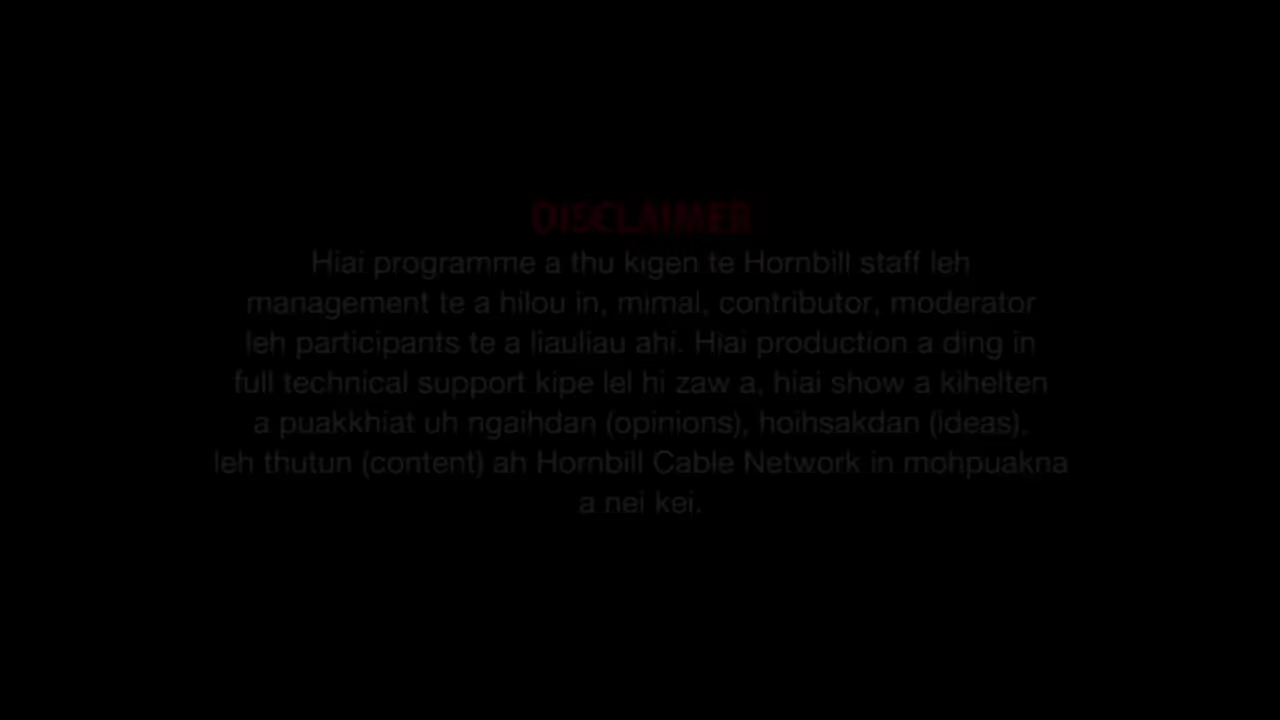 DISCLAIMER
Hiai programme a thu kigen te Hornbill staff leh
management te a hilou in, mimal, contributor, moderator
leh participants te a liauliau ahi. Hiai production a ding in
full technical support kipe lel hi zaw a, hiai show a kihelten
a puakkhiat uh ngaihdan (opinions), hoihsakdan (ideas),
leh thutun (content) ah Hornbill Cable Network in mohpuakna
a nei kei.